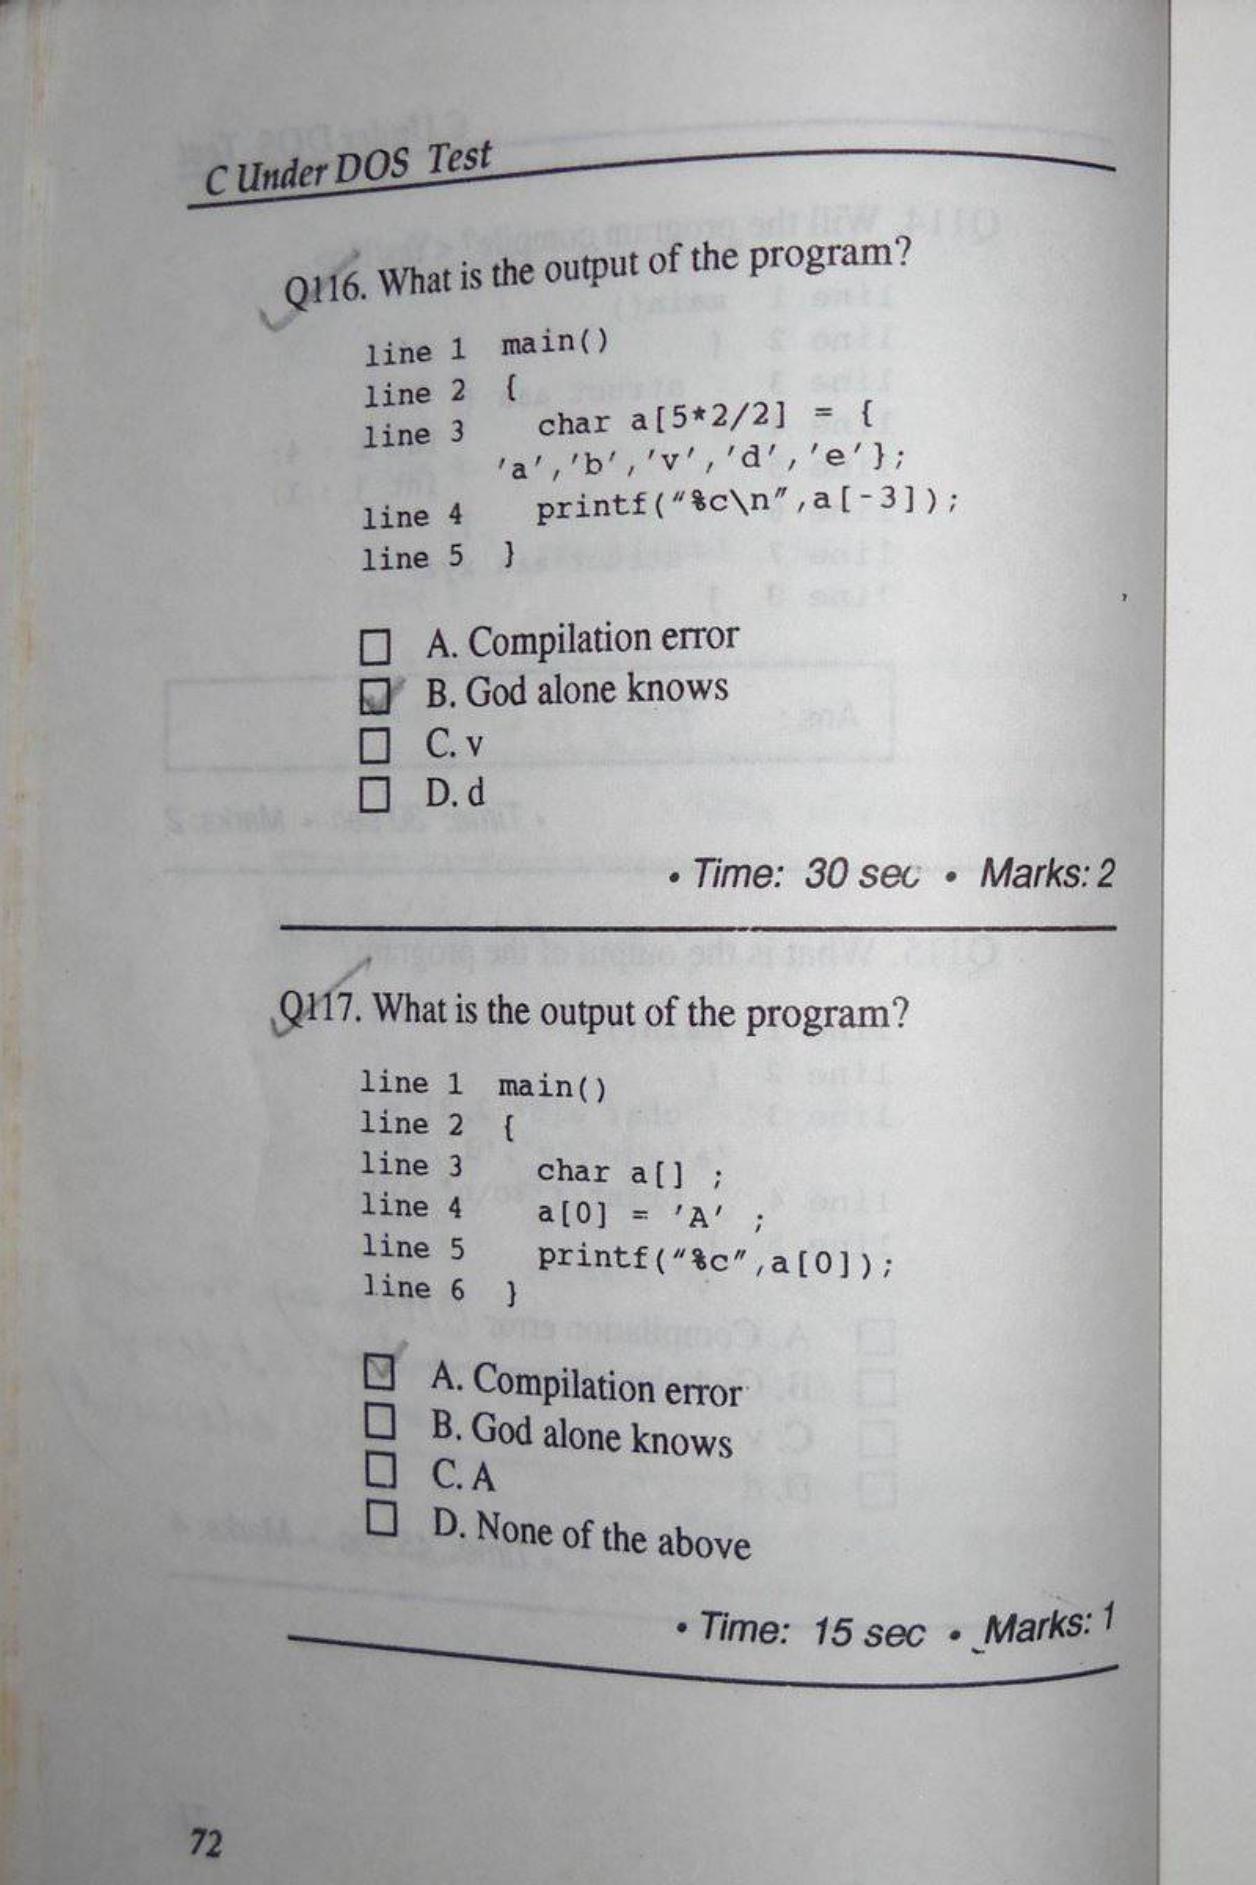 C Under DOS Test
Q116. What is the output of the program?
line 1 main()
line 2 {
line 3 char a[5*2/2] = {
'a','b','v','d','e'};
line 4 printf("%c\n",a[-3]);
line 5 }
A. Compilation error
B. God alone knows
C. v
D. d
• Time: 30 sec • Marks: 2
Q117. What is the output of the program?
line 1 main()
line 2 {
line 3 char a[] ;
line 4 a[0] = 'A' ;
line 5 printf("%c",a[0]);
line 6 }
A. Compilation error
B. God alone knows
C. A
D. None of the above
• Time: 15 sec • Marks: 1
72